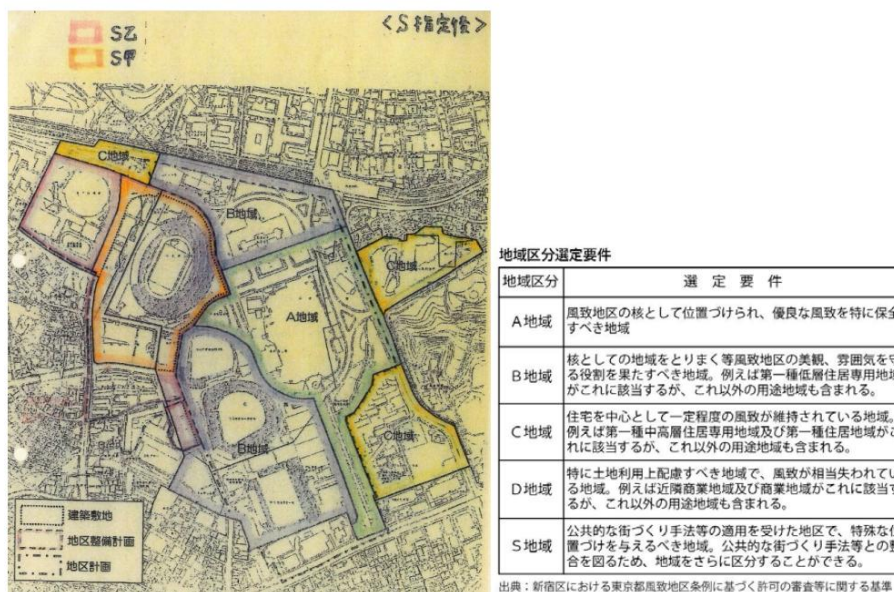 <S指定後>
S乙
S甲
C地域
B地域
C地域
A地域
B地域
C地域
建築敷地
地区整備計画
地区計画
地域区分選定要件
地域区分
選定要件
A地域
風致地区の核として位置づけられ、優良な風致を特に保全
すべき地域
B地域
核としての地域をとりまく等風致地区の美観、雰囲気を守
る役割を果たすべき地域。例えば第一種低層住居専用地域
がこれに該当するが、これ以外の用途地域も含まれる。
C地域
住宅を中心として一定程度の風致が維持されている地域。
例えば第一種中高層住居専用地域及び第一種住居地域がこ
れに該当するが、これ以外の用途地域も含まれる。
D地域
特に土地利用上配慮すべき地域で、風致が相当失われてい
る地域。例えば近隣商業地域及び商業地域がこれに該当す
るが、これ以外の用途地域も含まれる。
S地域
公共的な街づくり手法等の適用を受けた地区で、特殊な位
置づけを与えるべき地域。公共的な街づくり手法等との整
合を図るため、地域をさらに区分することができる。
出典:新宿区における東京都風致地区条例に基づく許可の審査等に関する基準